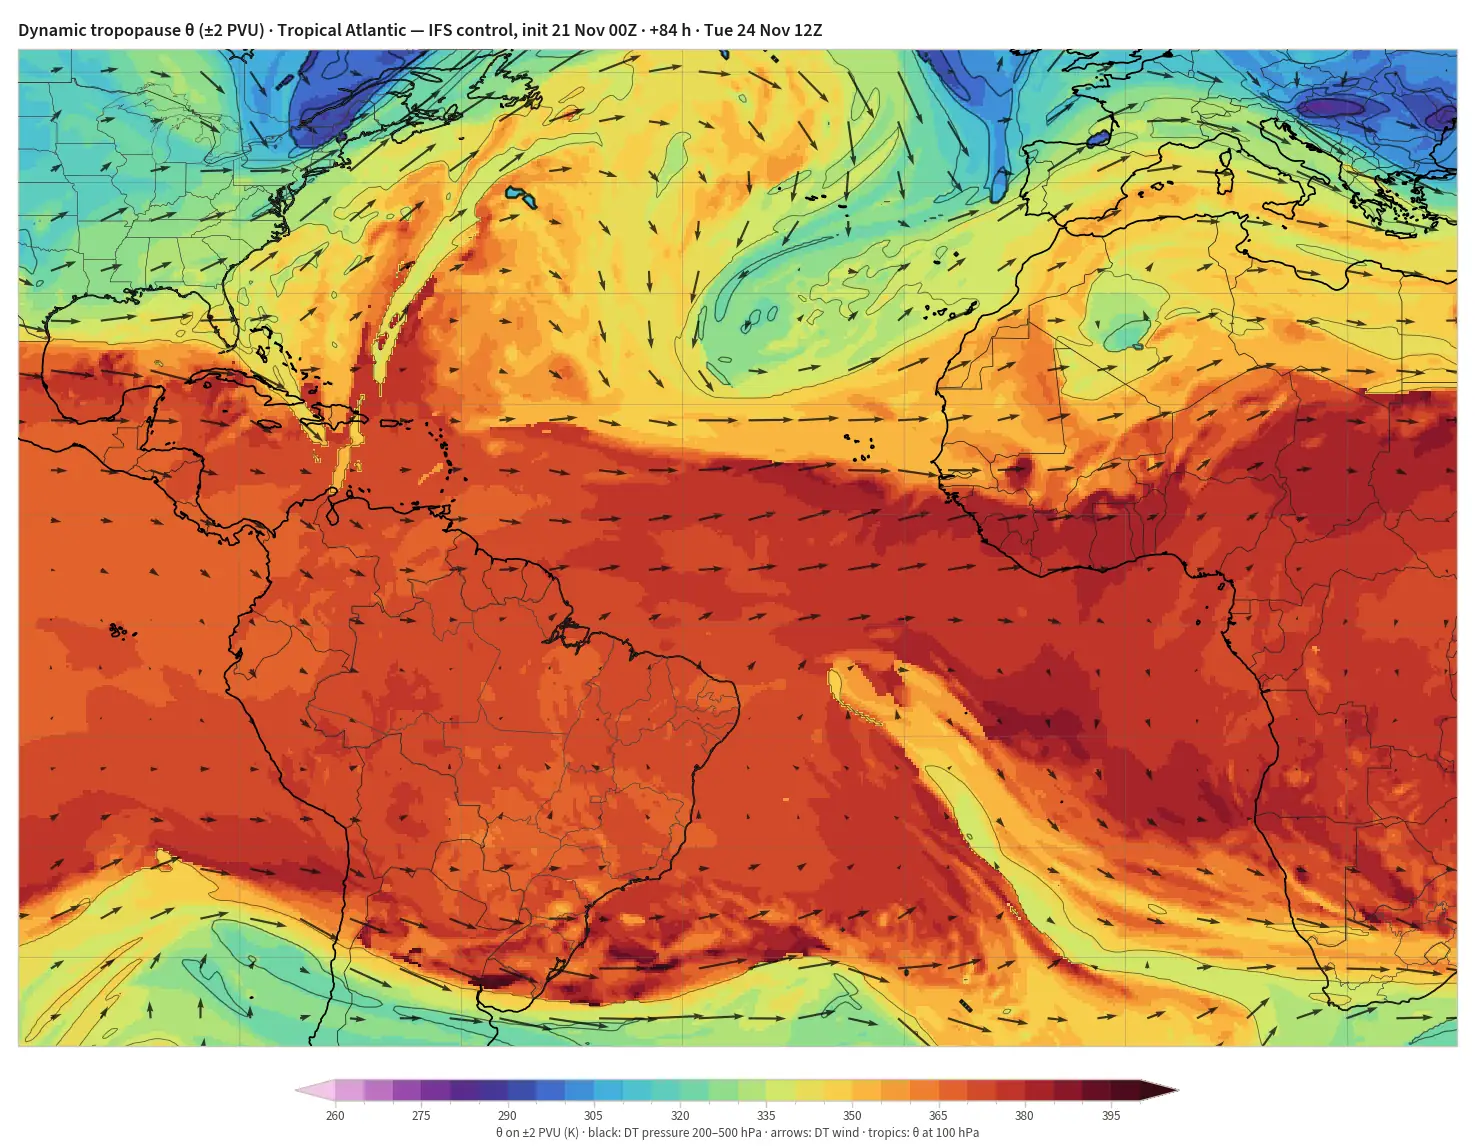 Dynamic tropopause θ (±2 PVU) · Tropical Atlantic — IFS control, init 21 Nov 00Z · +84 h · Tue 24 Nov 12Z
260 275 290 305 320 335 350 365 380 395
θ on ±2 PVU (K) · black: DT pressure 200–500 hPa · arrows: DT wind · tropics: θ at 100 hPa